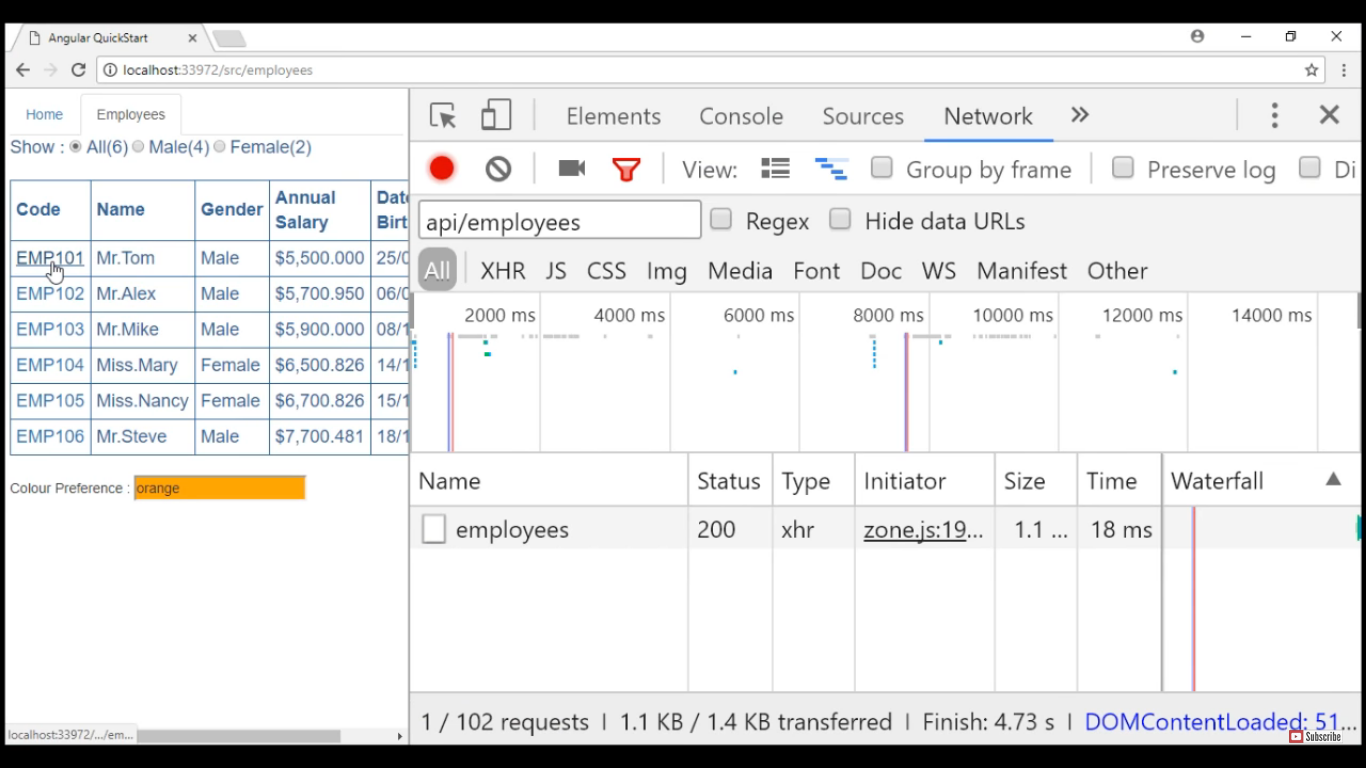 Angular QuickStart
localhost:33972/src/employees
Home Employees
Show : All(6) Male(4) Female(2)
Code Name Gender Annual Salary Date Birt
EMP101 Mr.Tom Male $5,500.000 25/0
EMP102 Mr.Alex Male $5,700.950 06/0
EMP103 Mr.Mike Male $5,900.000 08/1
EMP104 Miss.Mary Female $6,500.826 14/1
EMP105 Miss.Nancy Female $6,700.826 15/1
EMP106 Mr.Steve Male $7,700.481 18/1
Colour Preference : orange
localhost:33972/.../em...
Elements Console Sources Network
View: Group by frame Preserve log Di
api/employees Regex Hide data URLs
All XHR JS CSS Img Media Font Doc WS Manifest Other
2000 ms 4000 ms 6000 ms 8000 ms 10000 ms 12000 ms 14000 ms
Name Status Type Initiator Size Time Waterfall
employees 200 xhr zone.js:19... 1.1 ... 18 ms
1 / 102 requests | 1.1 KB / 1.4 KB transferred | Finish: 4.73 s | DOMContentLoaded: 51...
Subscribe